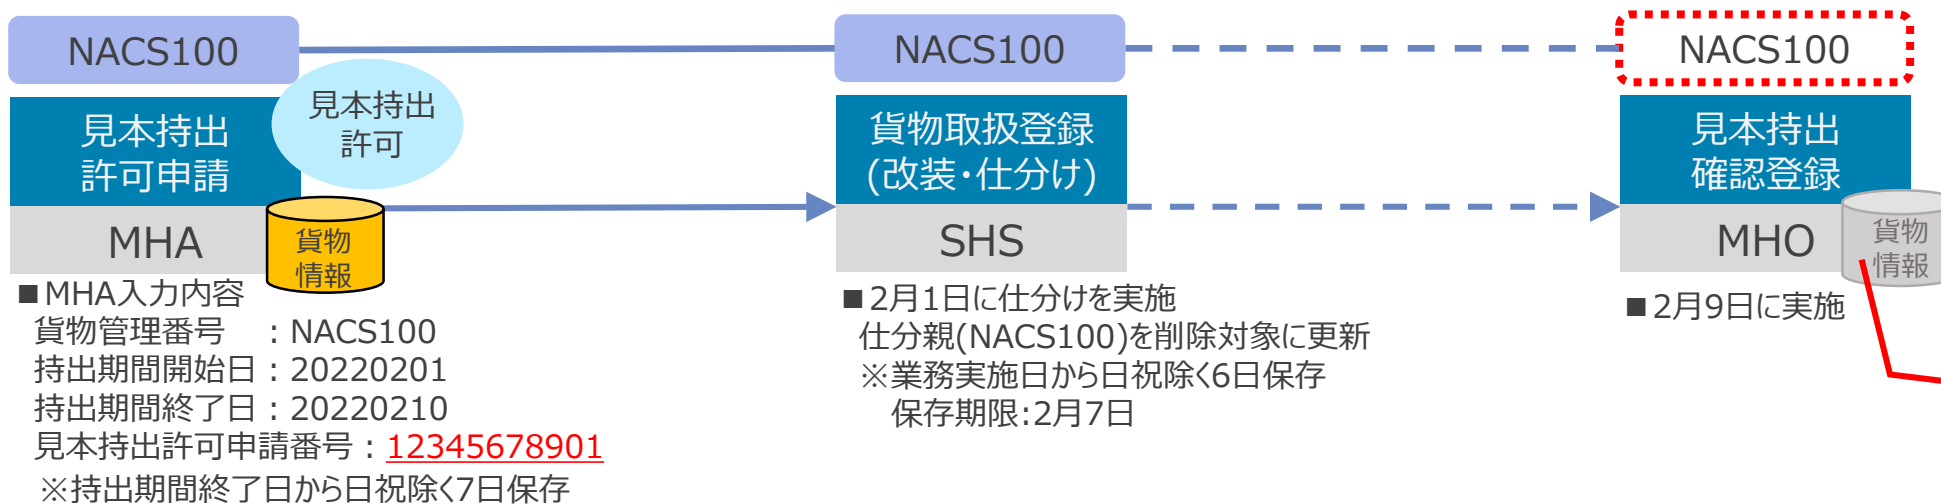 NACS100
見本持出
許可
見本持出
許可申請
MHA
貨物
情報
■MHA入力内容
貨物管理番号　：NACS100
持出期間開始日：20220201
持出期間終了日：20220210
見本持出許可申請番号：12345678901
※持出期間終了日から日祝除く7日保存
NACS100
貨物取扱登録
(改装・仕分け)
SHS
■2月1日に仕分けを実施
仕分親(NACS100)を削除対象に更新
※業務実施日から日祝除く6日保存
保存期限:2月7日
NACS100
見本持出
確認登録
MHO
貨物
情報
■2月9日に実施